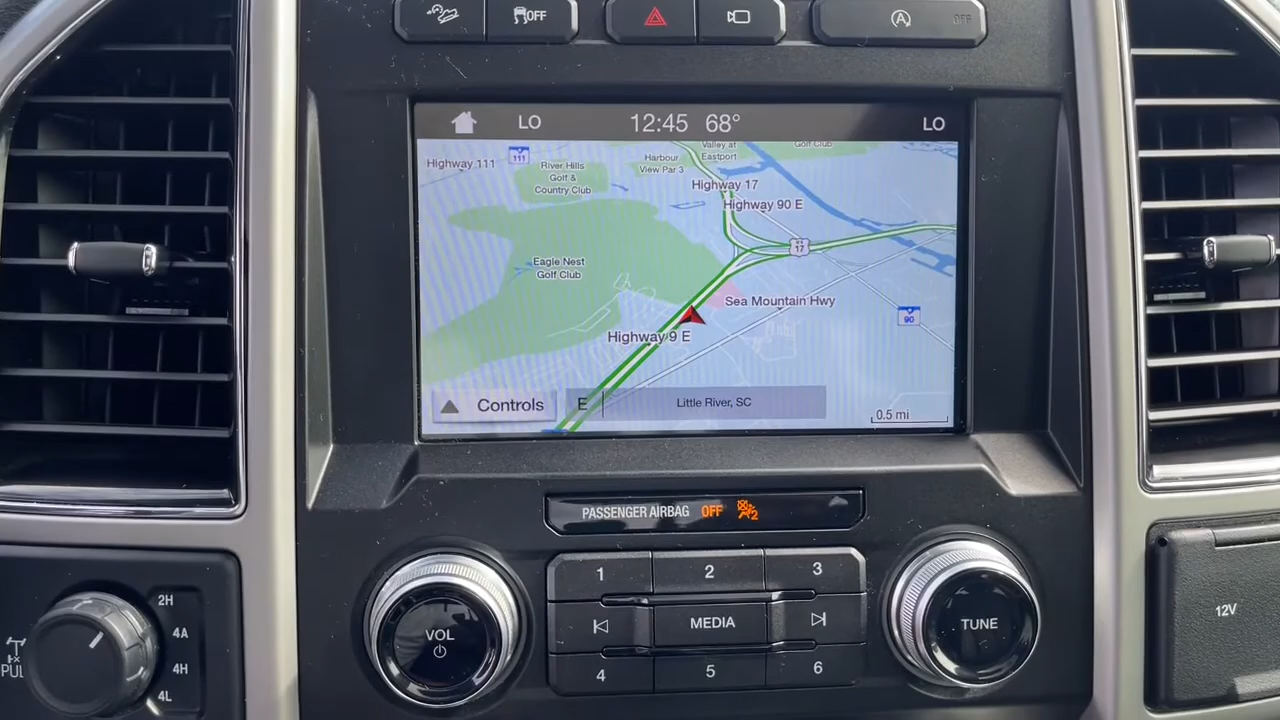 OFF
A OFF
LO 12:45 68° LO
Highway 111
111
River Hills
Golf &
Country Club
Harbour
View Par 3
Valley at
Eastport
Golf Club
Highway 17
Highway 90 E
17
Eagle Nest
Golf Club
Sea Mountain Hwy
90
Highway 9 E
Controls
E
Little River, SC
0.5 mi
PASSENGER AIRBAG OFF 2
1 2 3
MEDIA
4 5 6
VOL
TUNE
2H
4A
4H
4L
PUL
12V